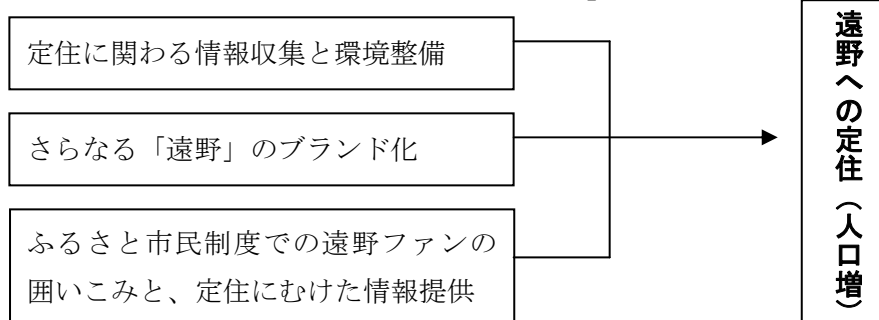 定住に関わる情報収集と環境整備
さらなる「遠野」のブランド化
ふるさと市民制度での遠野ファンの
囲いこみと、定住にむけた情報提供
遠野への定住（人口増）